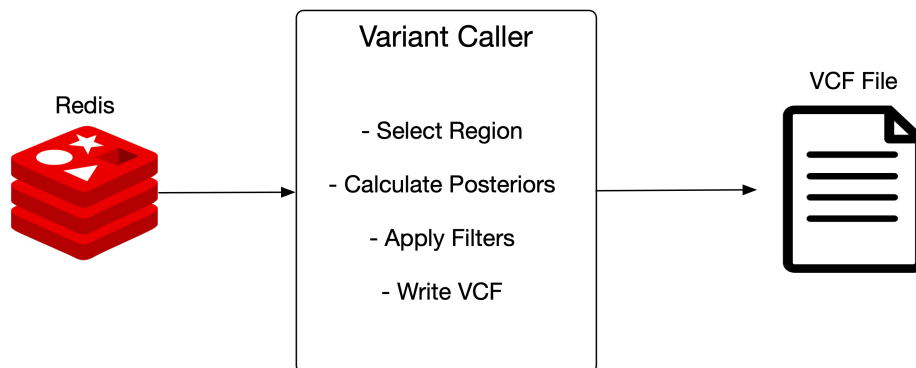 Variant Caller
Redis
VCF File
- Select Region
- Calculate Posteriors
- Apply Filters
- Write VCF